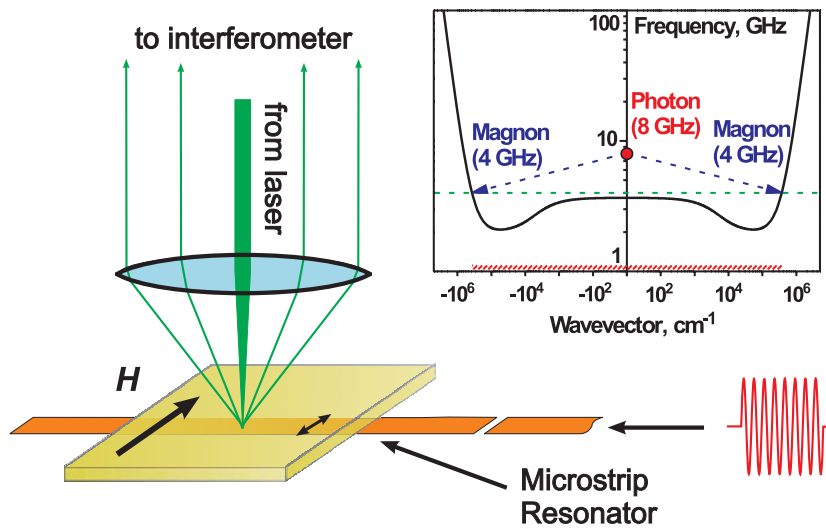 to interferometer
from laser
H
Microstrip
Resonator
Frequency, GHz
100
10
1
Photon
(8 GHz)
Magnon
(4 GHz)
Magnon
(4 GHz)
-10⁶ -10⁴ -10² 10² 10⁴ 10⁶
Wavevector, cm⁻¹